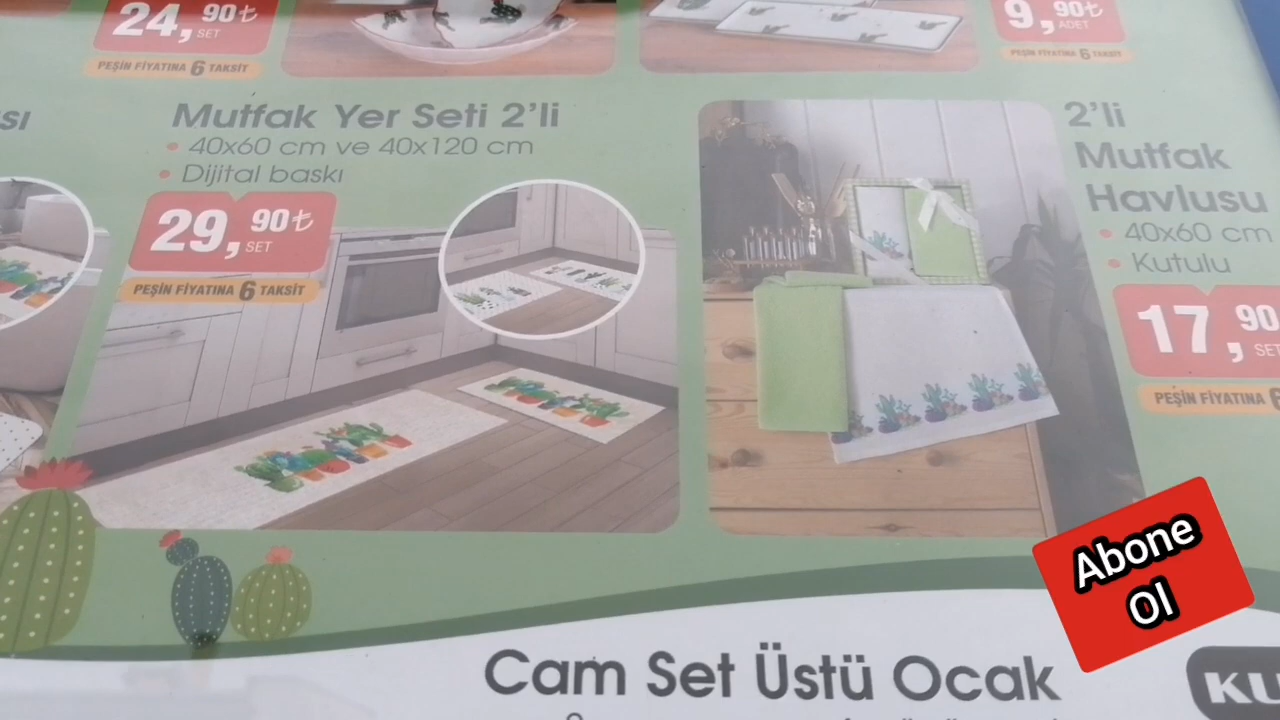 24,90₺
SET
PEŞİN FİYATINA 6 TAKSİT
9,90₺
ADET
PEŞİN FİYATINA 6 TAKSİT
Mutfak Yer Seti 2'li
• 40x60 cm ve 40x120 cm
• Dijital baskı
29,90₺
SET
PEŞİN FİYATINA 6 TAKSİT
2'li
Mutfak
Havlusu
• 40x60 cm
• Kutulu
17,90
SET
PEŞİN FİYATINA 6
Abone
Ol
Cam Set Üstü Ocak